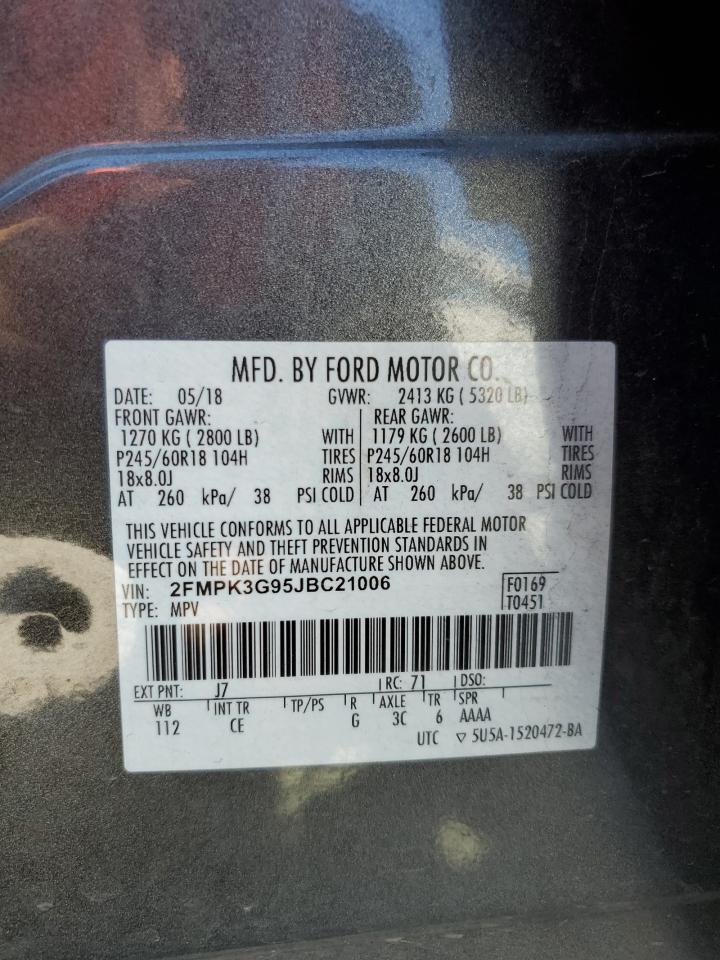 MFD. BY FORD MOTOR CO.
DATE: 05/18 GVWR: 2413 KG ( 5320 LB)
FRONT GAWR: REAR GAWR:
1270 KG ( 2800 LB) WITH 1179 KG ( 2600 LB) WITH
P245/60R18 104H TIRES P245/60R18 104H TIRES
18x8.0J RIMS 18x8.0J RIMS
AT 260 kPa/ 38 PSI COLD AT 260 kPa/ 38 PSI COLD
THIS VEHICLE CONFORMS TO ALL APPLICABLE FEDERAL MOTOR
VEHICLE SAFETY AND THEFT PREVENTION STANDARDS IN
EFFECT ON THE DATE OF MANUFACTURE SHOWN ABOVE.
VIN: 2FMPK3G95JBC21006 F0169
TYPE: MPV T0451
EXT PNT: J7 RC: 71 DSO:
WB INT TR TP/PS R AXLE TR SPR
112 CE G 3C 6 AAAA
UTC ▽ 5U5A-1520472-BA